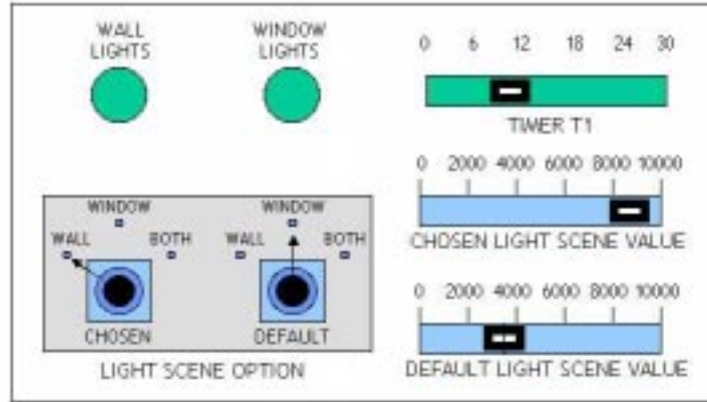 WALL
LIGHTS
WINDOW
LIGHTS
0 6 12 18 24 30
TIMER T1
0 2000 4000 6000 8000 10000
CHOSEN LIGHT SCENE VALUE
WINDOW
WALL
BOTH
CHOSEN
WINDOW
WALL
BOTH
DEFAULT
LIGHT SCENE OPTION
0 2000 4000 6000 8000 10000
DEFAULT LIGHT SCENE VALUE